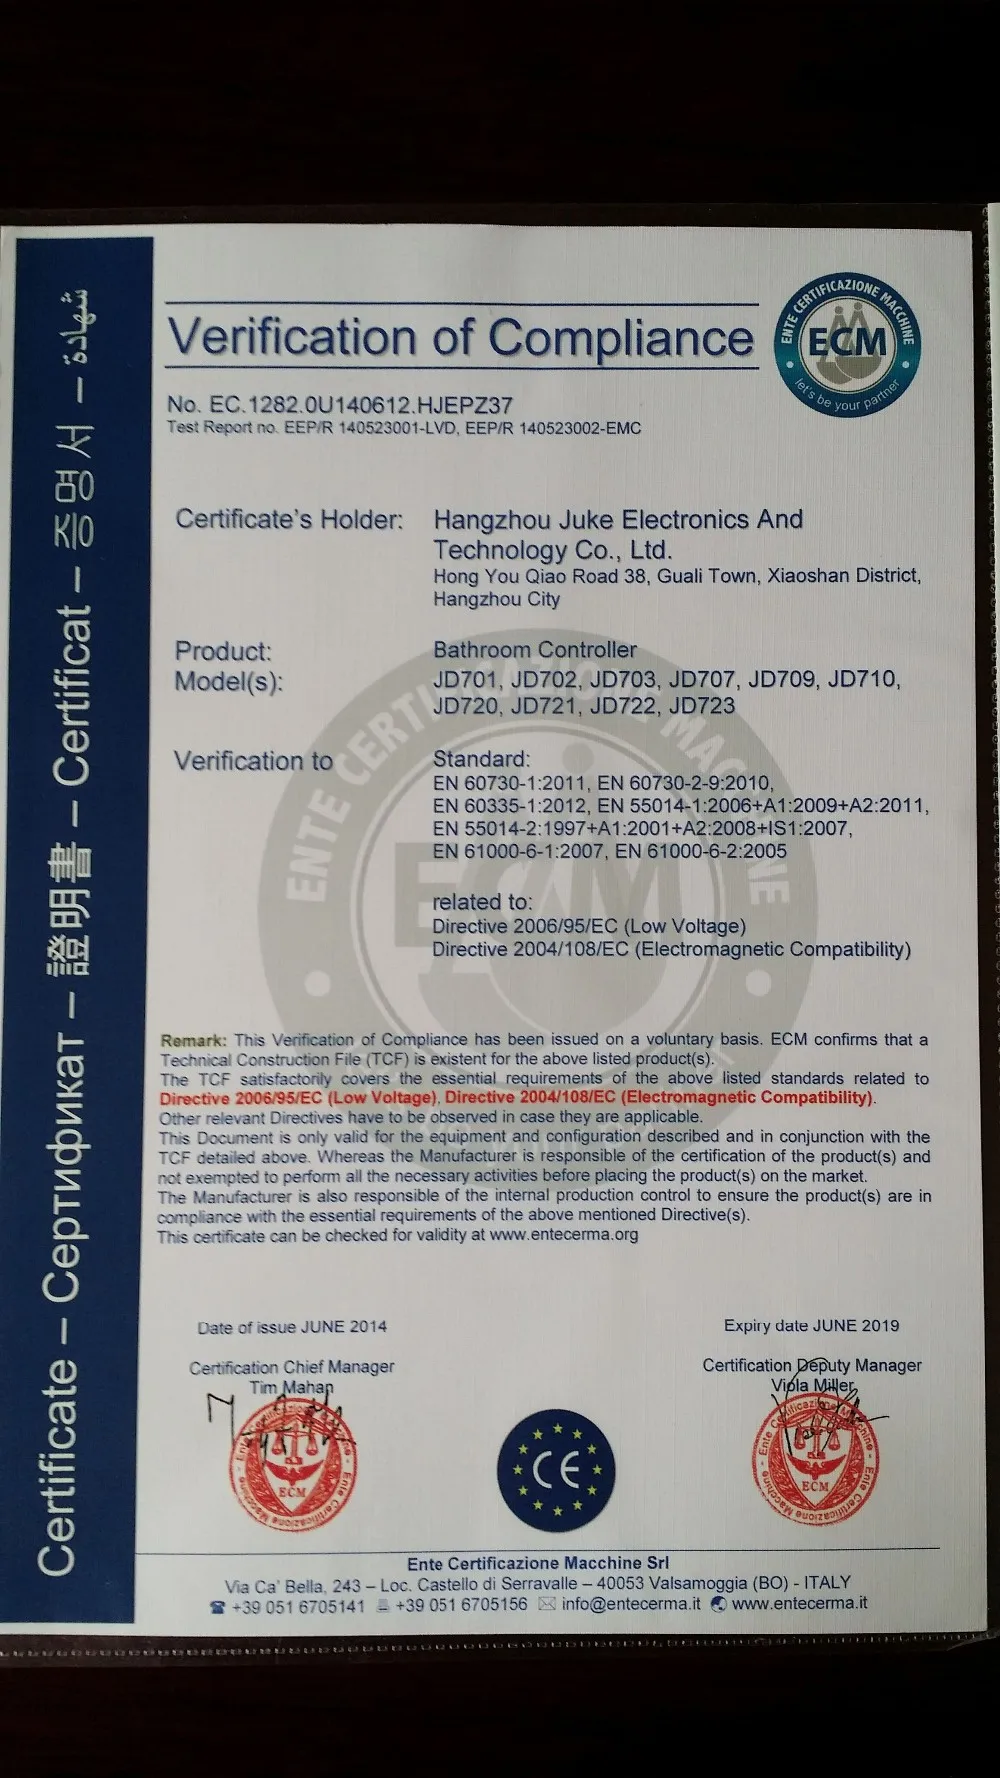 Certificate – Сертификат – 證明書 – Certificat – 증명서 – شهادة
Verification of Compliance
ENTE CERTIFICAZIONE MACCHINE
ECM
let's be your partner
No. EC.1282.0U140612.HJEPZ37
Test Report no. EEP/R 140523001-LVD, EEP/R 140523002-EMC
Certificate's Holder: Hangzhou Juke Electronics And
Technology Co., Ltd.
Hong You Qiao Road 38, Guali Town, Xiaoshan District,
Hangzhou City
Product: Bathroom Controller
Model(s): JD701, JD702, JD703, JD707, JD709, JD710,
JD720, JD721, JD722, JD723
Verification to Standard:
EN 60730-1:2011, EN 60730-2-9:2010,
EN 60335-1:2012, EN 55014-1:2006+A1:2009+A2:2011,
EN 55014-2:1997+A1:2001+A2:2008+IS1:2007,
EN 61000-6-1:2007, EN 61000-6-2:2005
related to:
Directive 2006/95/EC (Low Voltage)
Directive 2004/108/EC (Electromagnetic Compatibility)
ENTE CERTIFICAZIONE MACCHINE
ECM
Remark: This Verification of Compliance has been issued on a voluntary basis. ECM confirms that a
Technical Construction File (TCF) is existent for the above listed product(s).
The TCF satisfactorily covers the essential requirements of the above listed standards related to
Directive 2006/95/EC (Low Voltage), Directive 2004/108/EC (Electromagnetic Compatibility).
Other relevant Directives have to be observed in case they are applicable.
This Document is only valid for the equipment and configuration described and in conjunction with the
TCF detailed above. Whereas the Manufacturer is responsible of the certification of the product(s) and
not exempted to perform all the necessary activities before placing the product(s) on the market.
The Manufacturer is also responsible of the internal production control to ensure the product(s) are in
compliance with the essential requirements of the above mentioned Directive(s).
This certificate can be checked for validity at www.entecerma.org
Date of issue JUNE 2014 Expiry date JUNE 2019
Certification Chief Manager Certification Deputy Manager
Tim Mahan Viola Miller
Ente Certificazione Macchine - Ente Certificazione Macchine
ECM
CE
Ente Certificazione Macchine - Ente Certificazione Macchine
ECM
Ente Certificazione Macchine Srl
Via Ca' Bella, 243 – Loc. Castello di Serravalle – 40053 Valsamoggia (BO) - ITALY
+39 051 6705141 +39 051 6705156 info@entecerma.it www.entecerma.it